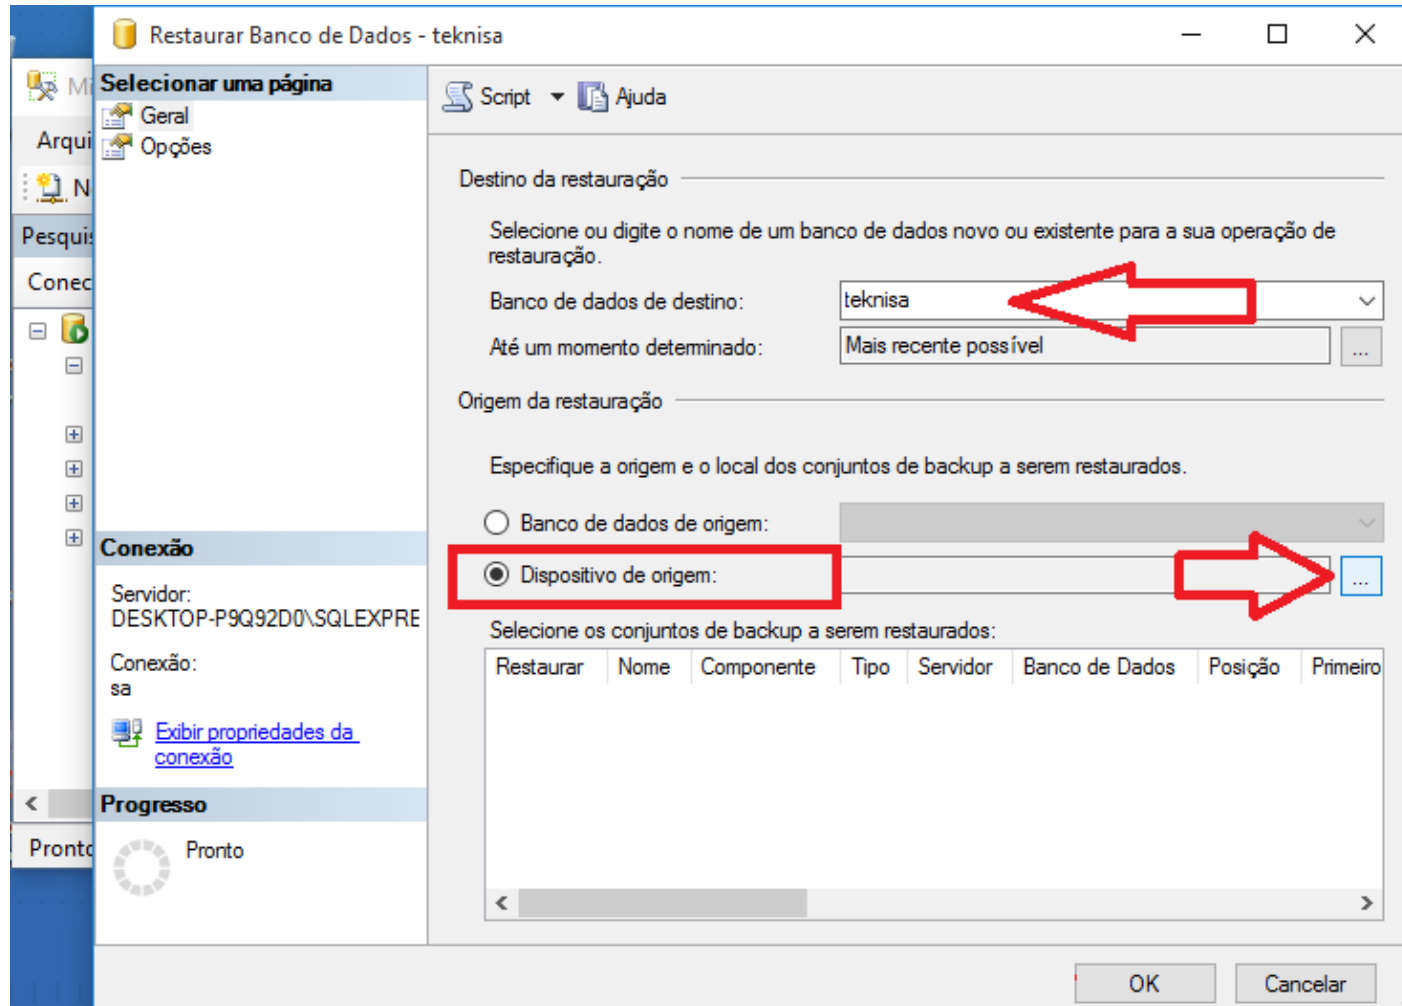 Restaurar Banco de Dados - teknisa
Mi
Arqui
N
Pesquis
Conec
Pronto
Selecionar uma página
Geral
Opções
Conexão
Servidor:
DESKTOP-P9Q92D0\SQLEXPRE
Conexão:
sa
Exibir propriedades da
conexão
Progresso
Pronto
Script
Ajuda
Destino da restauração
Selecione ou digite o nome de um banco de dados novo ou existente para a sua operação de
restauração.
Banco de dados de destino: teknisa
Até um momento determinado: Mais recente possível ...
Origem da restauração
Especifique a origem e o local dos conjuntos de backup a serem restaurados.
Banco de dados de origem:
Dispositivo de origem: ...
Selecione os conjuntos de backup a serem restaurados:
Restaurar Nome Componente Tipo Servidor Banco de Dados Posição Primeiro
OK Cancelar